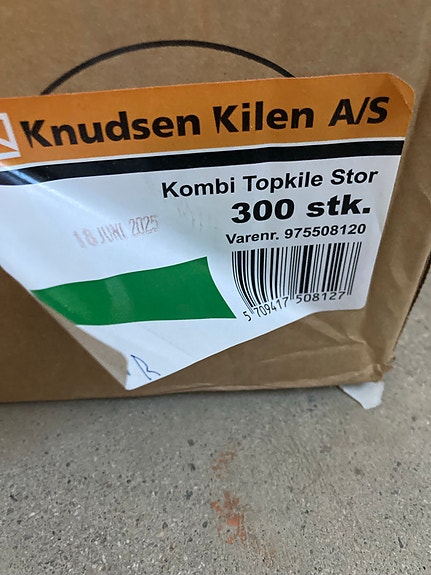 Knudsen Kilen A/S
Kombi Topkile Stor
300 stk.
Varenr. 975508120
18 JUNI 2025
5 709417 508127